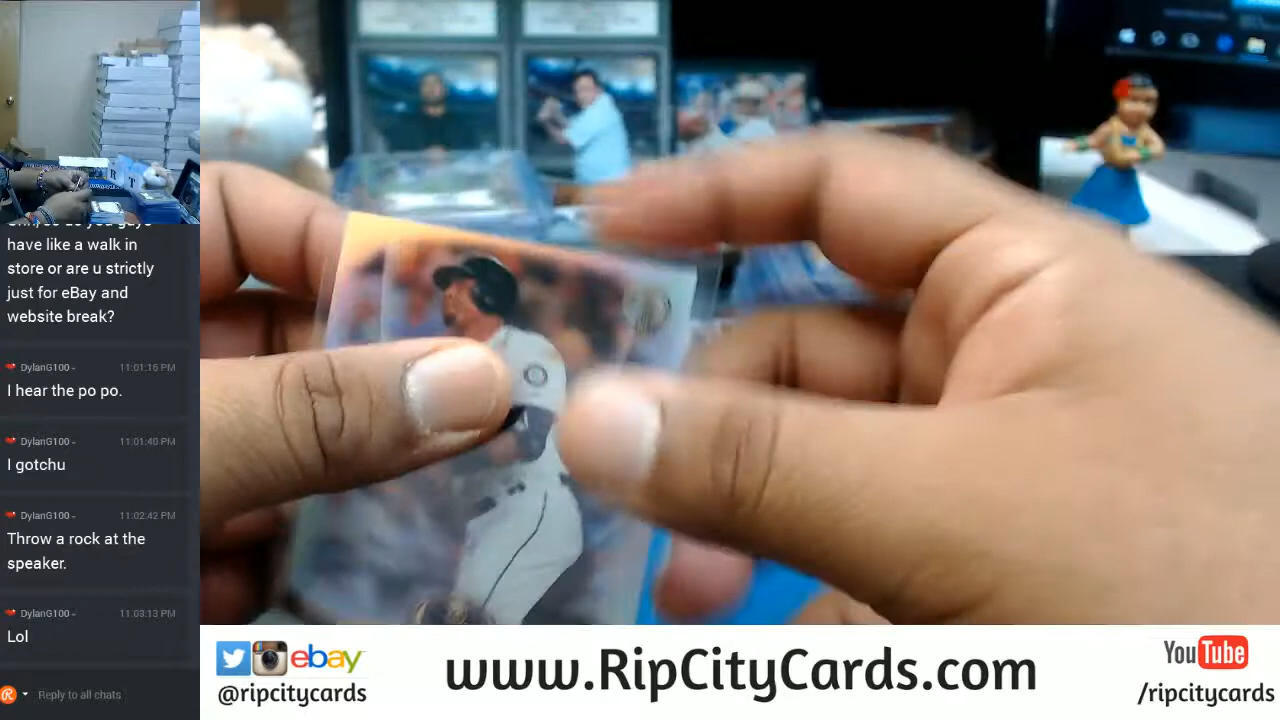 have like a walk in
store or are u strictly
just for eBay and
website break?
DylanG100 11:01:16 PM
I hear the po po.
DylanG100 11:01:40 PM
I gotchu
DylanG100 11:02:42 PM
Throw a rock at the
speaker.
DylanG100 11:03:13 PM
Lol
Reply to all chats
ebay
@ripcitycards
www.RipCityCards.com
YouTube
/ripcitycards